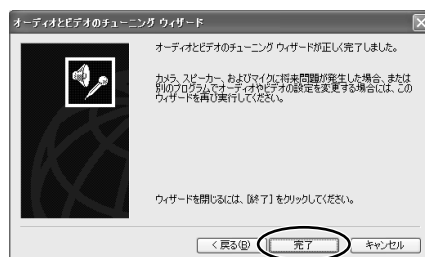 オーディオとビデオのチューニング ウィザード
オーディオとビデオのチューニング ウィザードが正しく完了しました。
カメラ、スピーカー、およびマイクに将来問題が発生した場合、または
別のプログラムでオーディオやビデオの設定を変更する場合には、この
ウィザードを再び実行してください。
ウィザードを閉じるには、[終了] をクリックしてください。
< 戻る(B)
完了
キャンセル